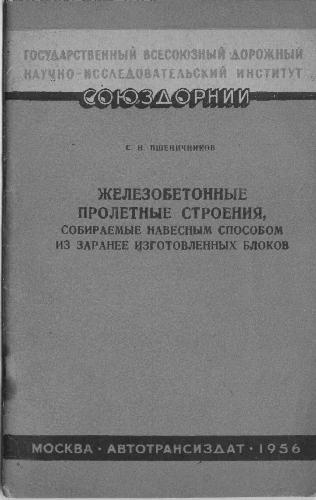 ГОСУДАРСТВЕННЫЙ ВСЕСОЮЗНЫЙ ДОРОЖНЫЙ
НАУЧНО-ИССЛЕДОВАТЕЛЬСКИЙ ИНСТИТУТ
СОЮЗДОРНИИ
С. Н. ПШЕНИЧНИКОВ
ЖЕЛЕЗОБЕТОННЫЕ
ПРОЛЕТНЫЕ СТРОЕНИЯ,
СОБИРАЕМЫЕ НАВЕСНЫМ СПОСОБОМ
ИЗ ЗАРАНЕЕ ИЗГОТОВЛЕННЫХ БЛОКОВ
МОСКВА • АВТОТРАНСИЗДАТ • 1956